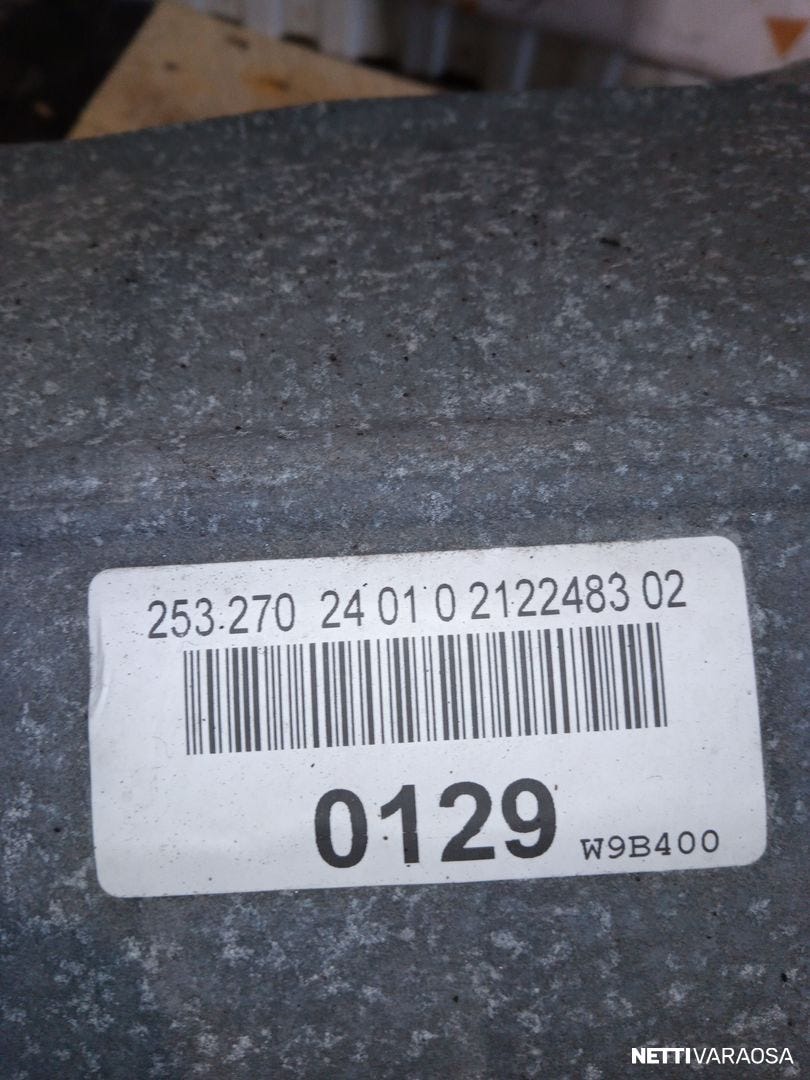 253.270 24 01 0 2122483 02
0129
W9B400
NETTIVARAOSA